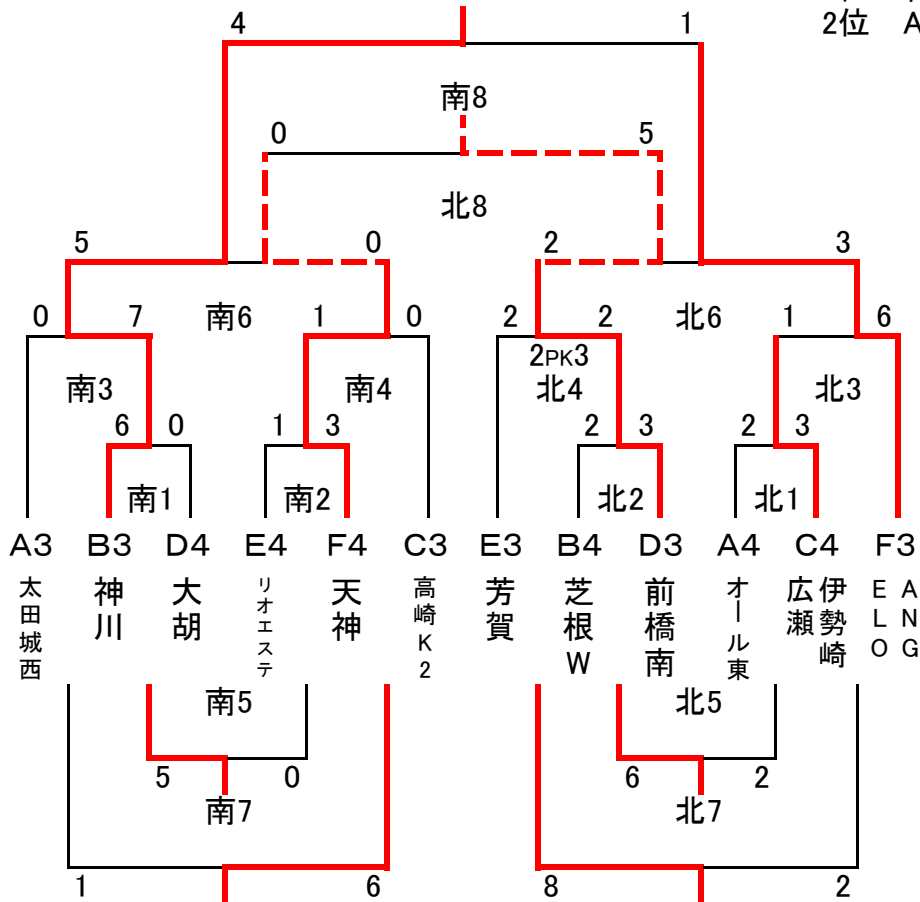 4 1
2位 A
南8
0 5
北8
5 0 2 3
0 7 南6 1 0 2 2 北6 1 6
2PK3
南3 南4 北4 北3
6 0 1 3 2 3 2 3
南1 南2 北2 北1
A3 B3 D4 E4 F4 C3 E3 B4 D3 A4 C4 F3
太田城西
神川
大胡
リオエステ
天神
高崎K2
芳賀
芝根W
前橋南
オール東
伊勢崎
広瀬
ANG
ELO
南5 北5
5 0 6 2
南7 北7
1 6 8 2